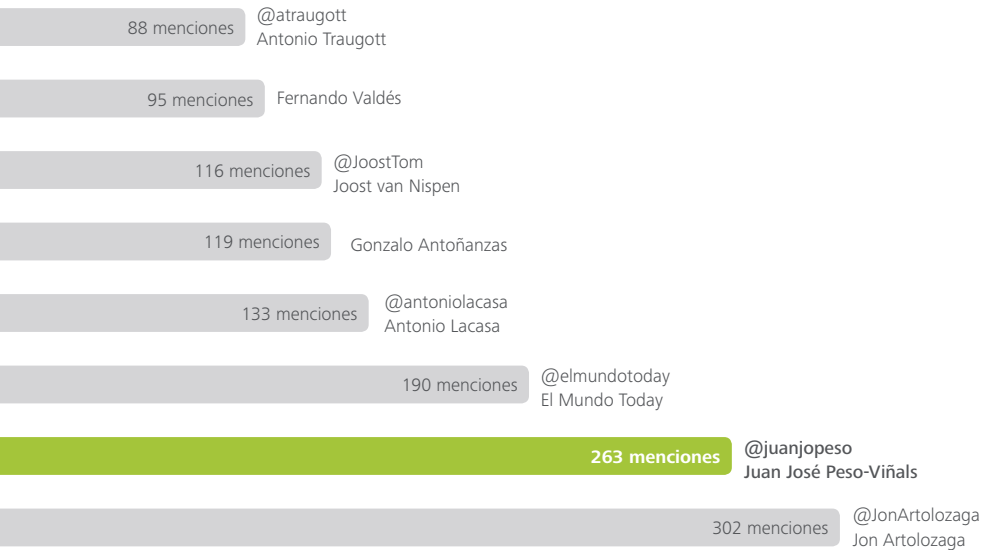 88 menciones
@atraugott
Antonio Traugott
95 menciones
Fernando Valdés
116 menciones
@JoostTom
Joost van Nispen
119 menciones
Gonzalo Antoñanzas
133 menciones
@antoniolacasa
Antonio Lacasa
190 menciones
@elmundotoday
El Mundo Today
263 menciones
@juanjopeso
Juan José Peso-Viñals
302 menciones
@JonArtolozaga
Jon Artolozaga